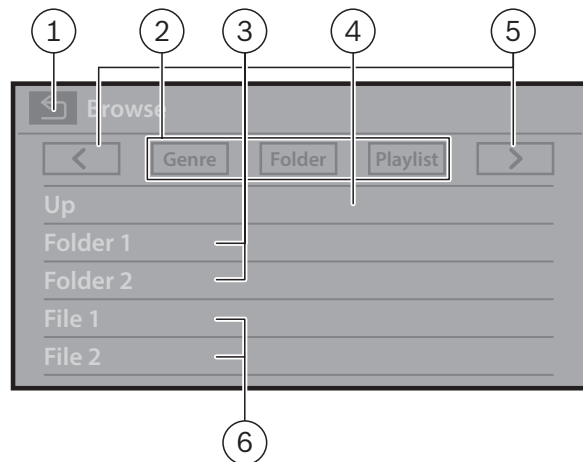 1 2 3 4 5
Browse
< Genre Folder Playlist >
Up
Folder 1
Folder 2
File 1
File 2
6